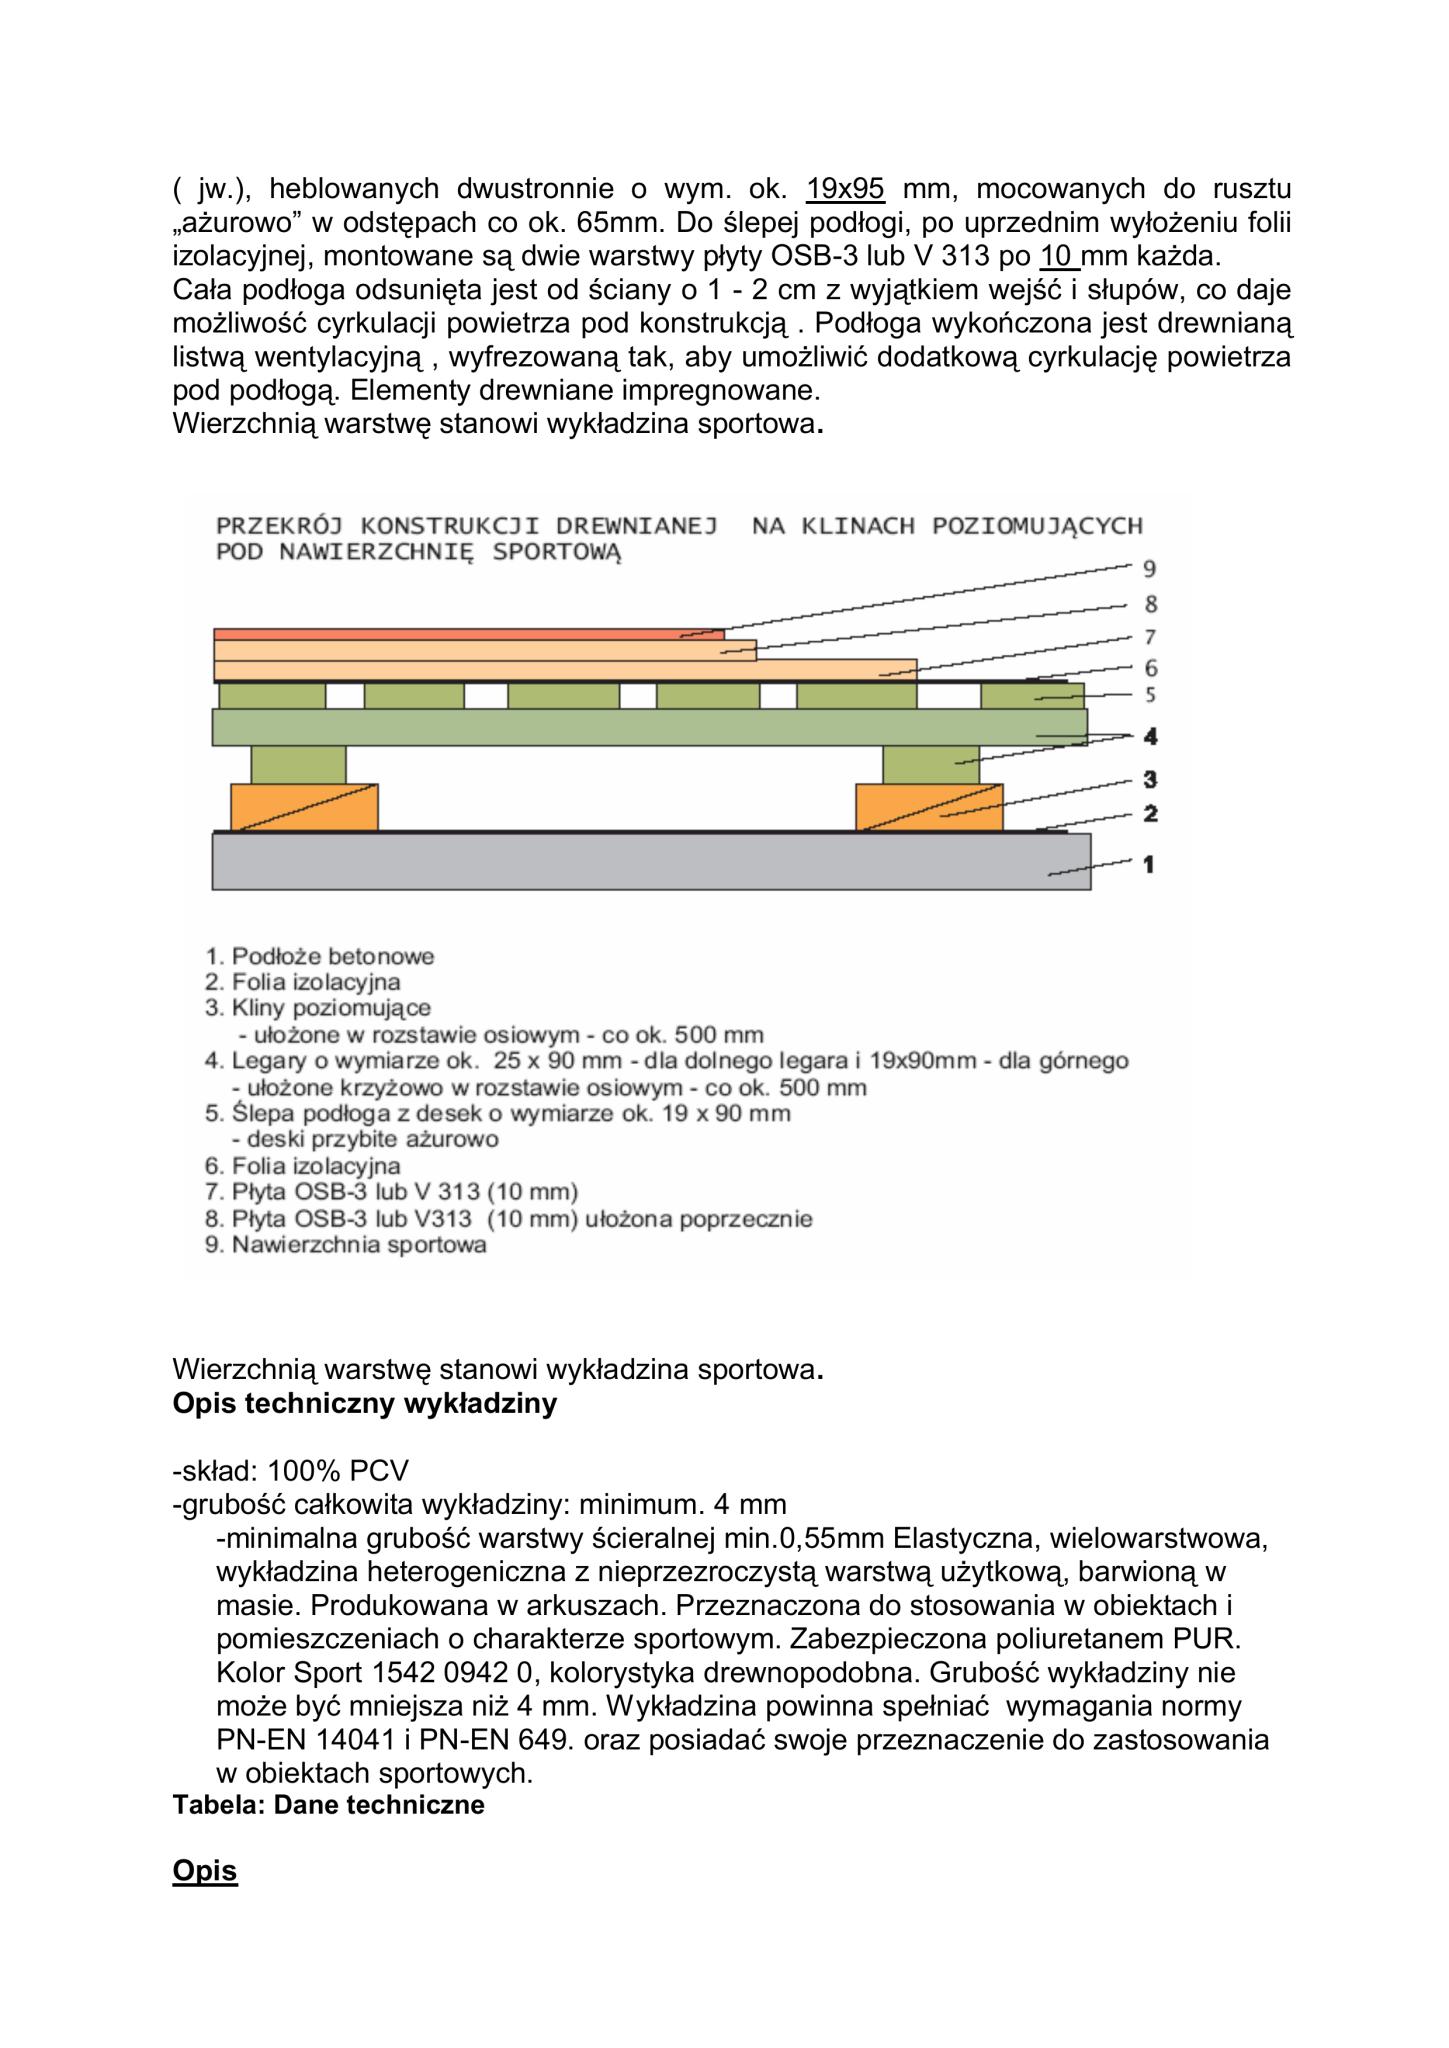 ( jw.), heblowanych dwustronnie o wym. ok. 19x95 mm, mocowanych do rusztu
„ażurowo” w odstępach co ok. 65mm. Do ślepej podłogi, po uprzednim wyłożeniu folii
izolacyjnej, montowane są dwie warstwy płyty OSB-3 lub V 313 po 10 mm każda.
Cała podłoga odsunięta jest od ściany o 1 - 2 cm z wyjątkiem wejść i słupów, co daje
możliwość cyrkulacji powietrza pod konstrukcją . Podłoga wykończona jest drewnianą
listwą wentylacyjną , wyfrezowaną tak, aby umożliwić dodatkową cyrkulację powietrza
pod podłogą. Elementy drewniane impregnowane.
Wierzchnią warstwę stanowi wykładzina sportowa.
PRZEKRÓJ KONSTRUKCJI DREWNIANEJ NA KLINACH POZIOMUJĄCYCH
POD NAWIERZCHNIĘ SPORTOWĄ
9
8
7
6
5
4
3
2
1
1. Podłoże betonowe
2. Folia izolacyjna
3. Kliny poziomujące
- ułożone w rozstawie osiowym - co ok. 500 mm
4. Legary o wymiarze ok. 25 x 90 mm - dla dolnego legara i 19x90mm - dla górnego
- ułożone krzyżowo w rozstawie osiowym - co ok. 500 mm
5. Ślepa podłoga z desek o wymiarze ok. 19 x 90 mm
- deski przybite ażurowo
6. Folia izolacyjna
7. Płyta OSB-3 lub V 313 (10 mm)
8. Płyta OSB-3 lub V313 (10 mm) ułożona poprzecznie
9. Nawierzchnia sportowa
Wierzchnią warstwę stanowi wykładzina sportowa.
Opis techniczny wykładziny
-skład: 100% PCV
-grubość całkowita wykładziny: minimum. 4 mm
-minimalna grubość warstwy ścieralnej min.0,55mm Elastyczna, wielowarstwowa,
wykładzina heterogeniczna z nieprzezroczystą warstwą użytkową, barwioną w
masie. Produkowana w arkuszach. Przeznaczona do stosowania w obiektach i
pomieszczeniach o charakterze sportowym. Zabezpieczona poliuretanem PUR.
Kolor Sport 1542 0942 0, kolorystyka drewnopodobna. Grubość wykładziny nie
może być mniejsza niż 4 mm. Wykładzina powinna spełniać wymagania normy
PN-EN 14041 i PN-EN 649. oraz posiadać swoje przeznaczenie do zastosowania
w obiektach sportowych.
Tabela: Dane techniczne
Opis